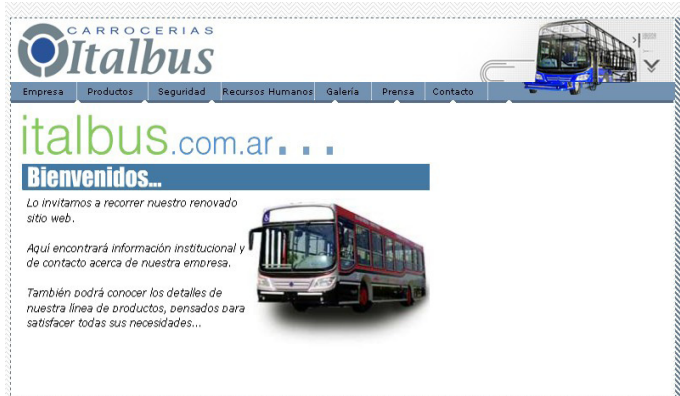 CARROCERIAS
Italbus
Empresa Productos Seguridad Recursos Humanos Galería Prensa Contacto
italbus.com.ar...
Bienvenidos...
Lo invitamos a recorrer nuestro renovado
sitio web.
Aquí encontrará información institucional y
de contacto acerca de nuestra empresa.
También podrá conocer los detalles de
nuestra línea de productos, pensados para
satisfacer todas sus necesidades...